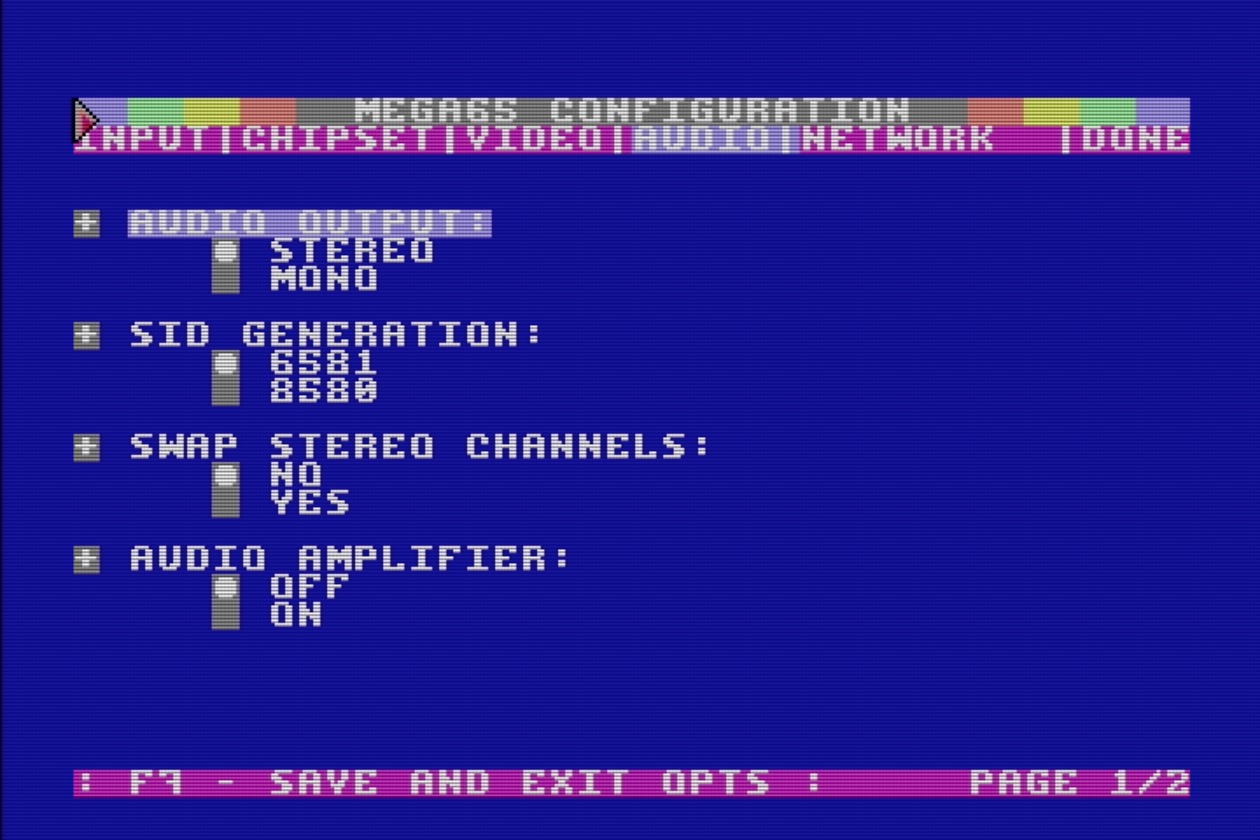 MEGA65 CONFIGURATION
INPUT|CHIPSET|VIDEO|AUDIO|NETWORK |DONE
+ AUDIO OUTPUT:
STEREO
MONO
+ SID GENERATION:
6581
8580
+ SWAP STEREO CHANNELS:
NO
YES
+ AUDIO AMPLIFIER:
OFF
ON
: F7 - SAVE AND EXIT OPTS : PAGE 1/2